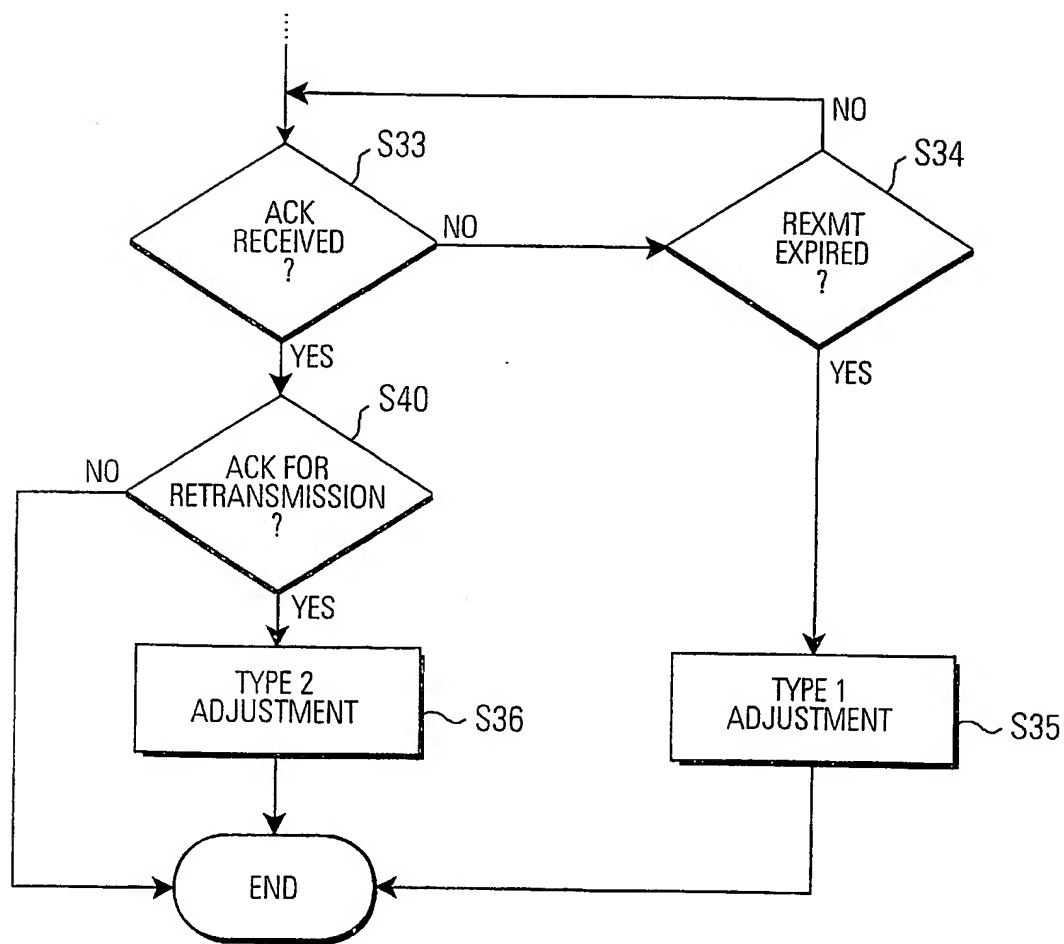 NO
S33
S34
ACK
RECEIVED
?
NO
REXMT
EXPIRED
?
YES
YES
S40
NO
ACK FOR
RETRANSMISSION
?
YES
TYPE 2
ADJUSTMENT
S36
TYPE 1
ADJUSTMENT
S35
END